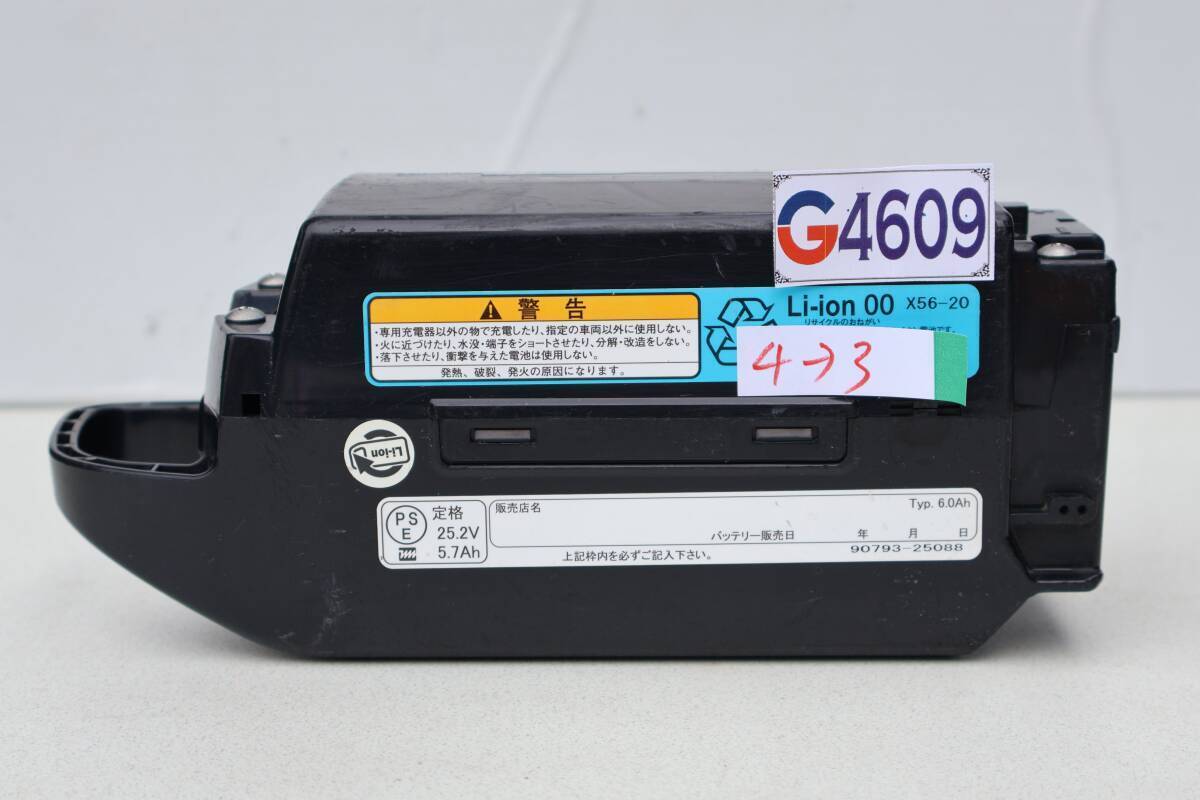 G4609
警告
・専用充電器以外の物で充電したり、指定の車両以外に使用しない。
・火に近づけたり、水没・端子をショートさせたり、分解・改造をしない。
・落下させたり、衝撃を与えた電池は使用しない。
発熱、破裂、発火の原因になります。
Li-ion 00 X56-20
リサイクルのおねがい
電池です。
4→3
Li-ion
PS E 定格 25.2V 5.7Ah
販売店名
Typ. 6.0Ah
バッテリー販売日 年 月 日
上記枠内を必ずご記入下さい。
90793-25088